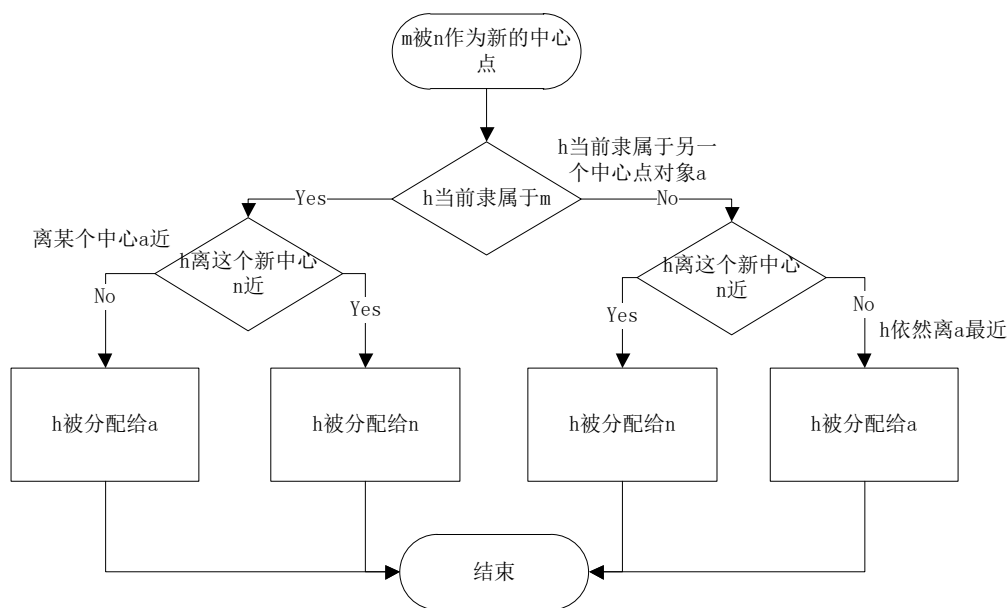 m被n作为新的中心
点
h当前隶属于另一
个中心点对象a
Yes
h当前隶属于m
No
离某个中心a近
h离这个新中心
n近
h离这个新中心
n近
No
Yes
Yes
No
h依然离a最近
h被分配给a
h被分配给n
h被分配给n
h被分配给a
结束